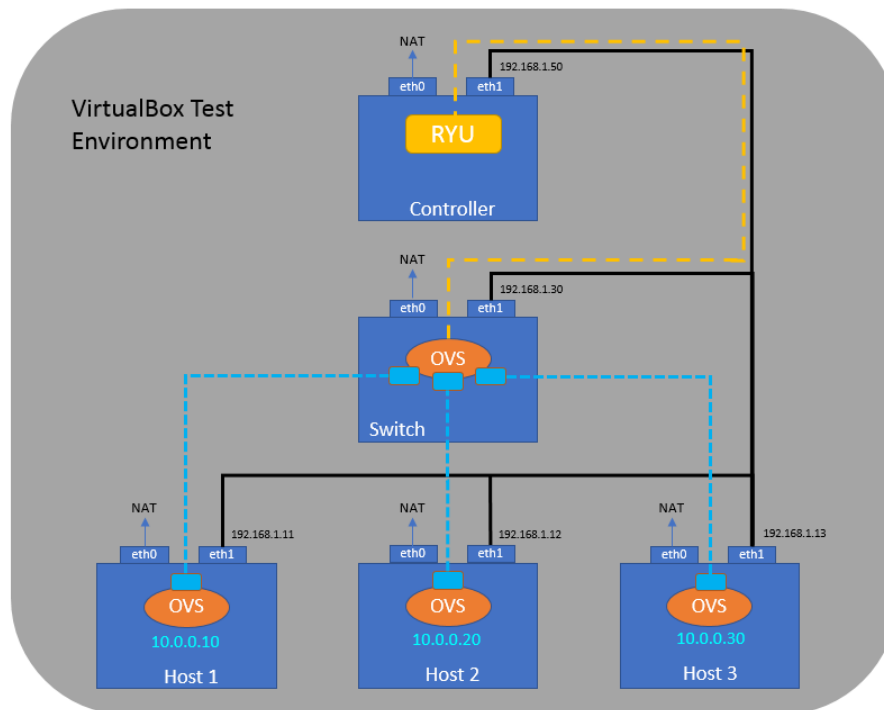 VirtualBox Test
Environment
NAT
192.168.1.50
eth0
eth1
RYU
Controller
NAT
192.168.1.30
eth0
eth1
OVS
Switch
NAT
192.168.1.11
eth0
eth1
OVS
10.0.0.10
Host 1
NAT
192.168.1.12
eth0
eth1
OVS
10.0.0.20
Host 2
NAT
192.168.1.13
eth0
eth1
OVS
10.0.0.30
Host 3